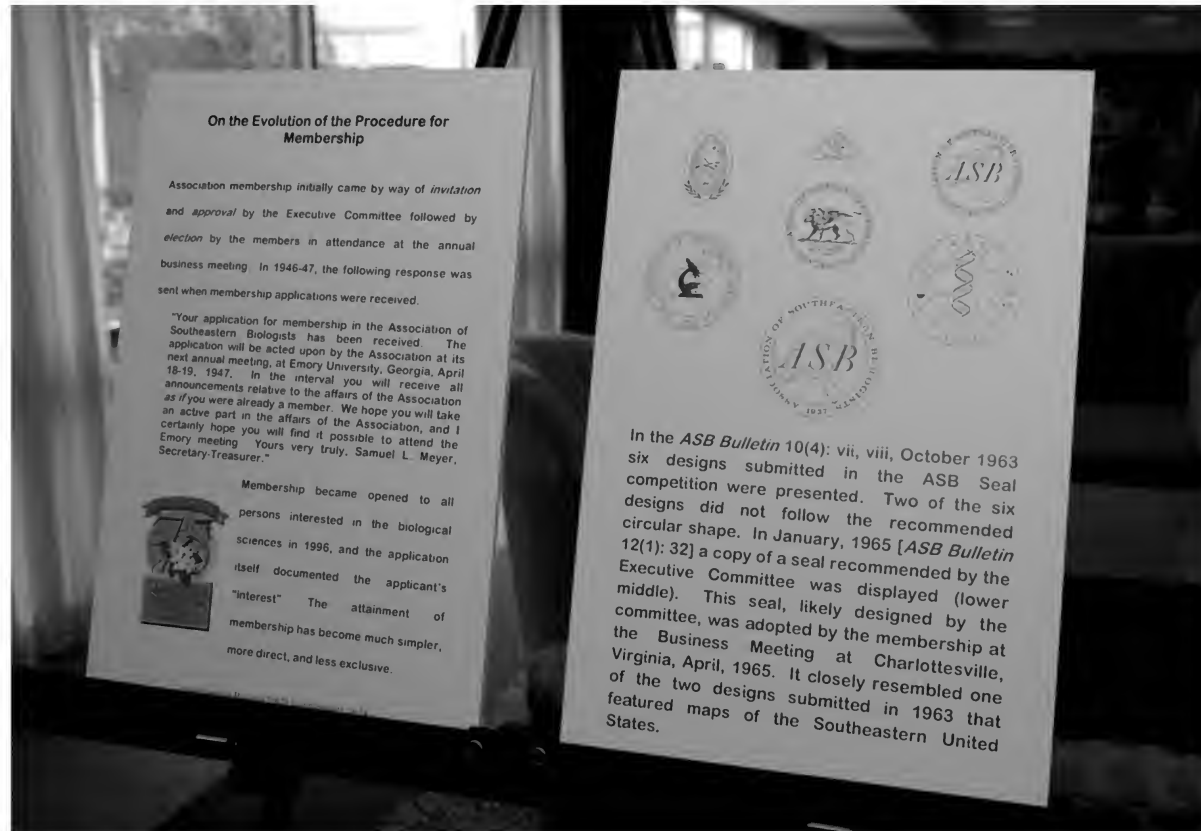 On the Evolution of the Procedure for
Membership
Association membership initially came by way of invitation
and approval by the Executive Committee followed by
election by the members in attendance at the annual
business meeting. In 1946-47, the following response was
sent when membership applications were received.
"Your application for membership in the Association of
Southeastern Biologists has been received. The
application will be acted upon by the Association at its
next annual meeting, at Emory University, Georgia, April
18-19, 1947. In the interval you will receive all
announcements relative to the affairs of the Association
as if you were already a member. We hope you will take
an active part in the affairs of the Association, and I
certainly hope you will find it possible to attend the
Emory meeting Yours very truly, Samuel L. Meyer,
Secretary-Treasurer."
Membership became opened to all
persons interested in the biological
sciences in 1996, and the application
itself documented the applicant's
"interest" The attainment of
membership has become much simpler,
more direct, and less exclusive.
ASB
ASB
ASSOCIATION OF SOUTHEASTERN BIOLOGISTS
1937
In the ASB Bulletin 10(4): vii, viii, October 1963
six designs submitted in the ASB Seal
competition were presented. Two of the six
designs did not follow the recommended
circular shape. In January, 1965 [ASB Bulletin
12(1): 32] a copy of a seal recommended by the
Executive Committee was displayed (lower
middle). This seal, likely designed by the
committee, was adopted by the membership at
the Business Meeting at Charlottesville,
Virginia, April, 1965. It closely resembled one
of the two designs submitted in 1963 that
featured maps of the Southeastern United
States.